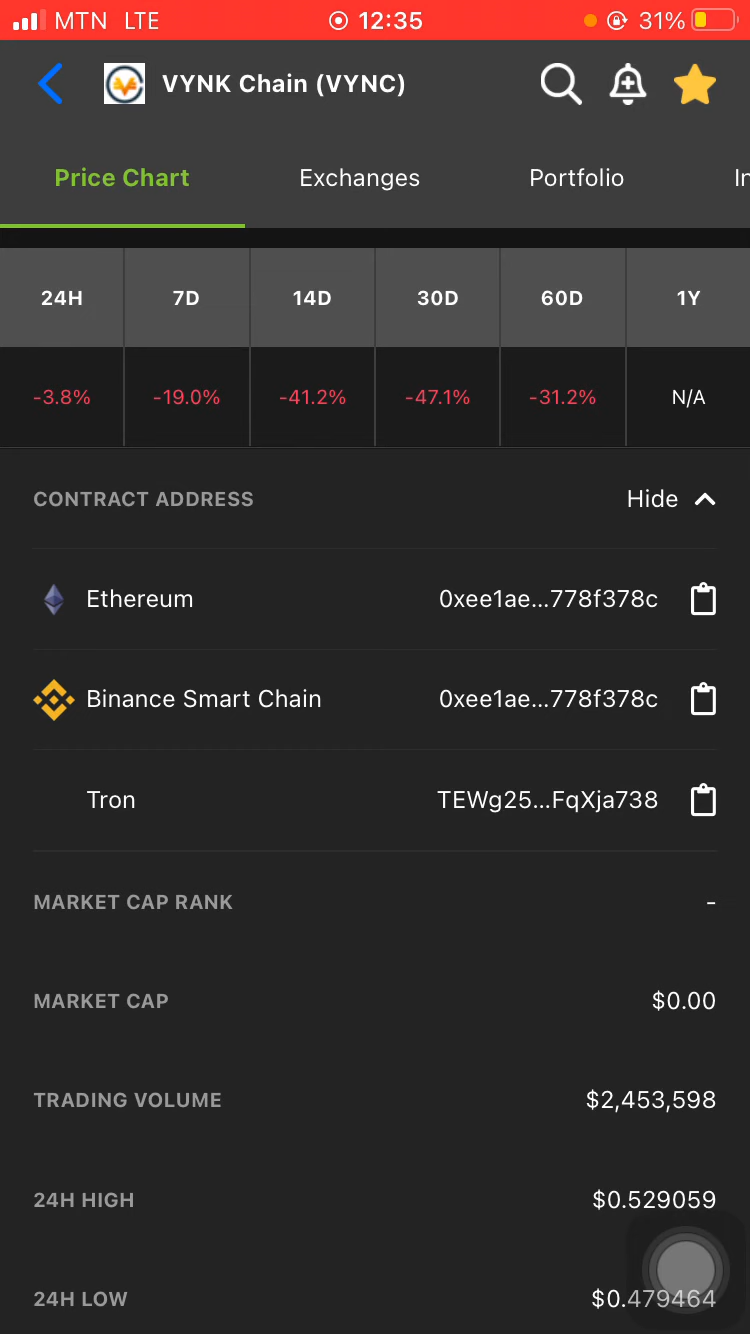 MTN LTE 12:35 31%
VYNK Chain (VYNC)
Price Chart Exchanges Portfolio
24H 7D 14D 30D 60D 1Y
-3.8% -19.0% -41.2% -47.1% -31.2% N/A
CONTRACT ADDRESS Hide
Ethereum 0xee1ae...778f378c
Binance Smart Chain 0xee1ae...778f378c
Tron TEWg25...FqXja738
MARKET CAP RANK -
MARKET CAP $0.00
TRADING VOLUME $2,453,598
24H HIGH $0.529059
24H LOW $0.479464